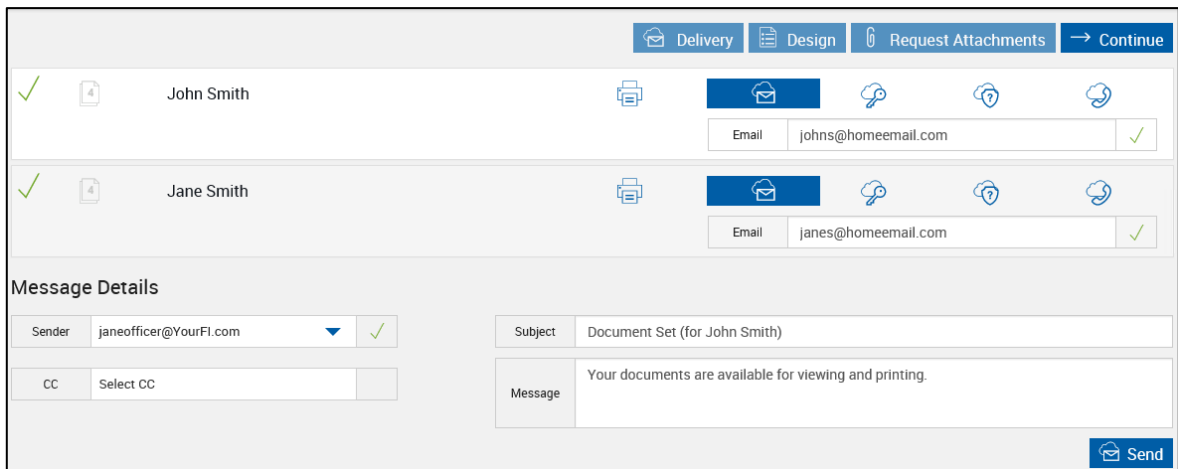 Delivery Design Request Attachments → Continue
4 John Smith
Email johns@homeemail.com
4 Jane Smith
Email janes@homeemail.com
Message Details
Sender janeofficer@YourFI.com
Subject Document Set (for John Smith)
CC Select CC
Message Your documents are available for viewing and printing.
Send